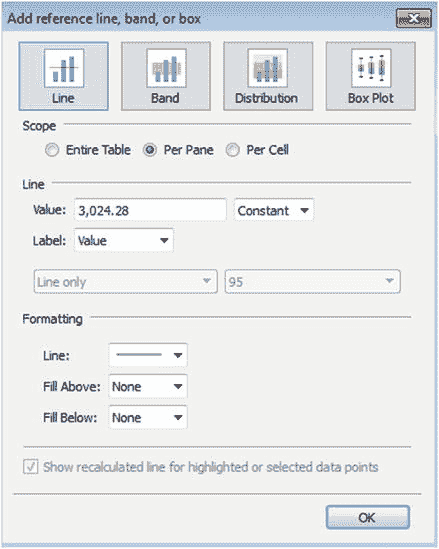 Add reference line, band, or box
Line Band Distribution Box Plot
Scope
Entire Table Per Pane Per Cell
Line
Value: 3,024.28 Constant
Label: Value
Line only 95
Formatting
Line:
Fill Above: None
Fill Below: None
Show recalculated line for highlighted or selected data points
OK